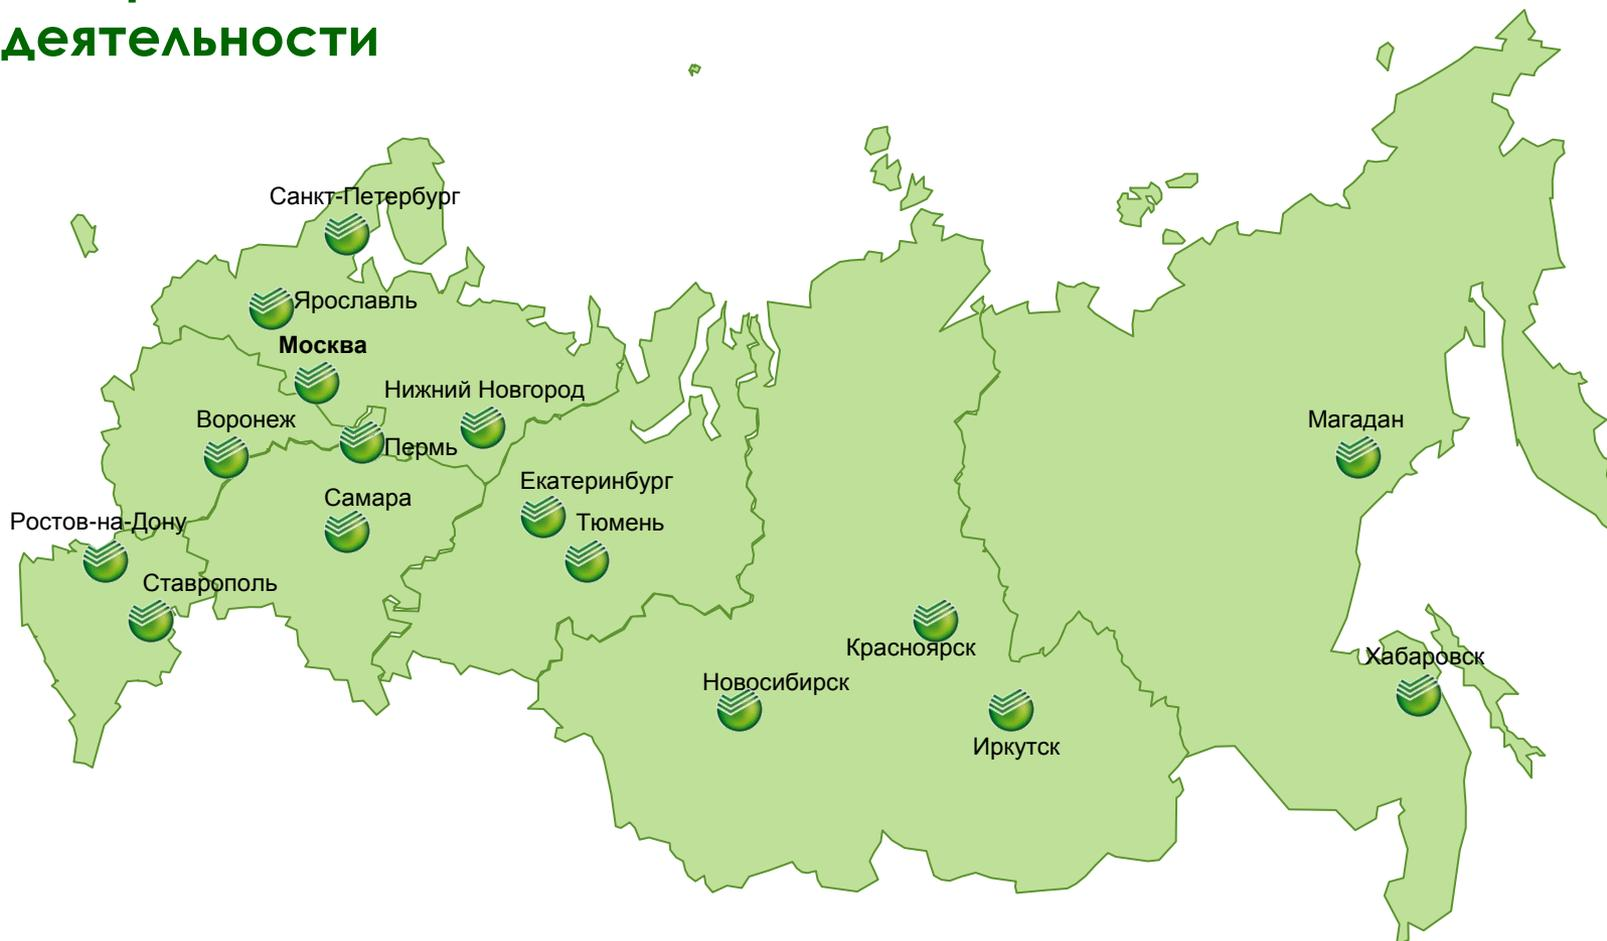 деятельности
Санкт-Петербург
Ярославль
Москва
Нижний Новгород
Воронеж
Магадан
Пермь
Екатеринбург
Самара
Ростов-на-Дону
Тюмень
Ставрополь
Красноярск
Хабаровск
Новосибирск
Иркутск